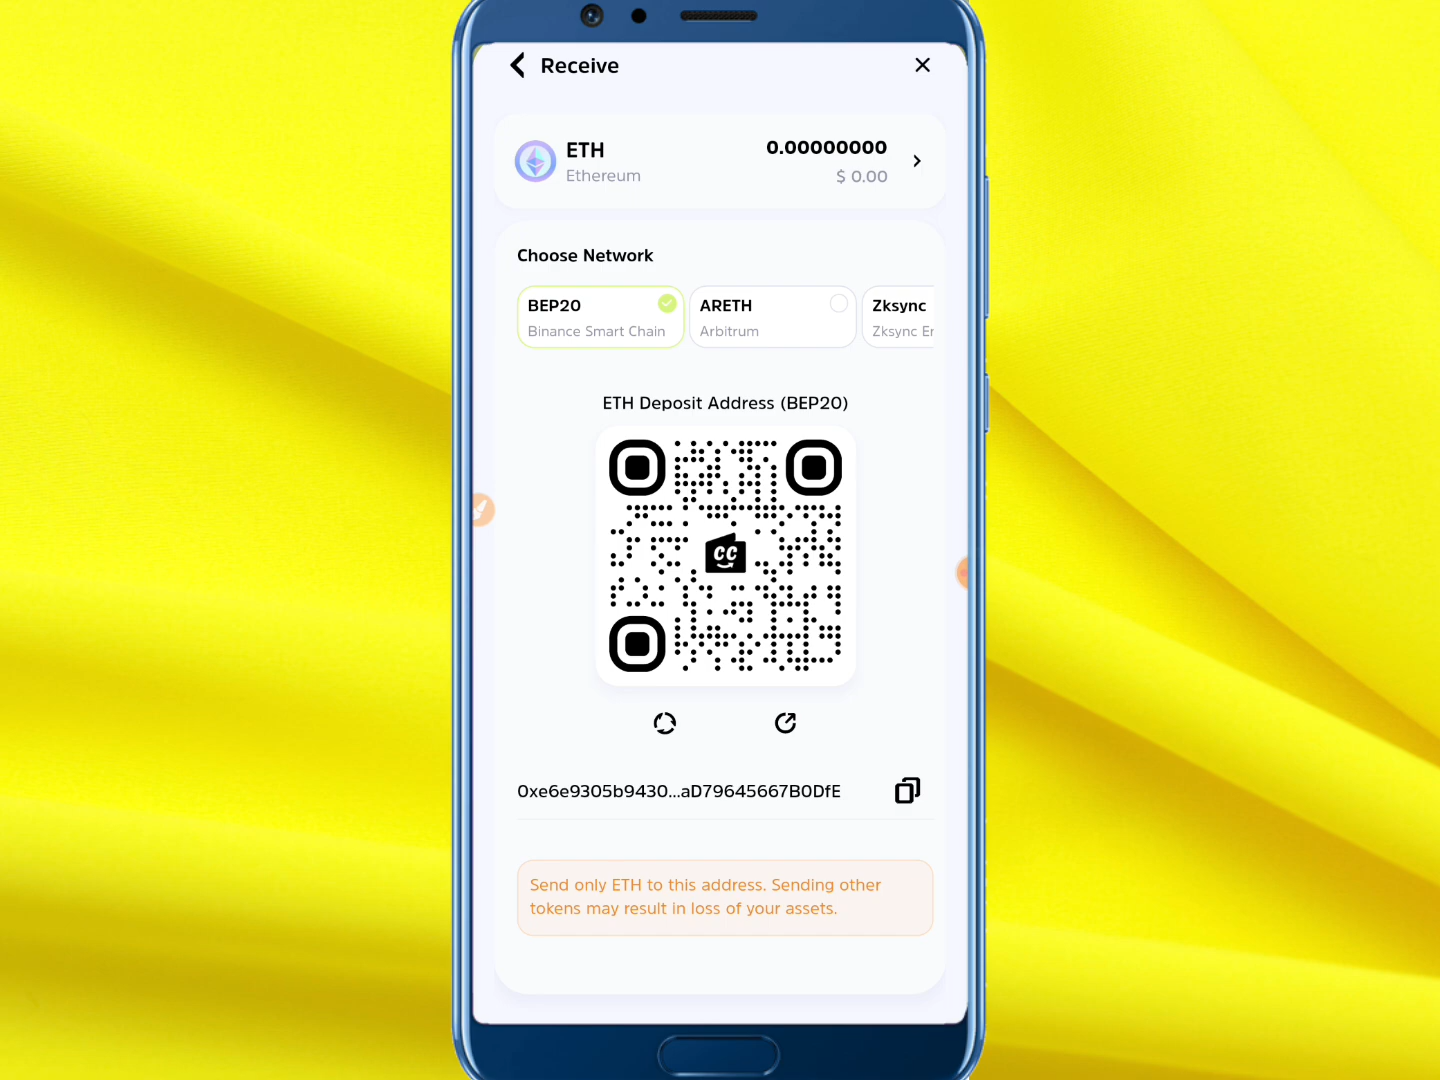 Receive
ETH
Ethereum
0.00000000
$ 0.00
Choose Network
BEP20
Binance Smart Chain
ARETH
Arbitrum
Zksync
Zksync Er
ETH Deposit Address (BEP20)
cc
0xe6e9305b9430...aD79645667B0DfE
Send only ETH to this address. Sending other
tokens may result in loss of your assets.